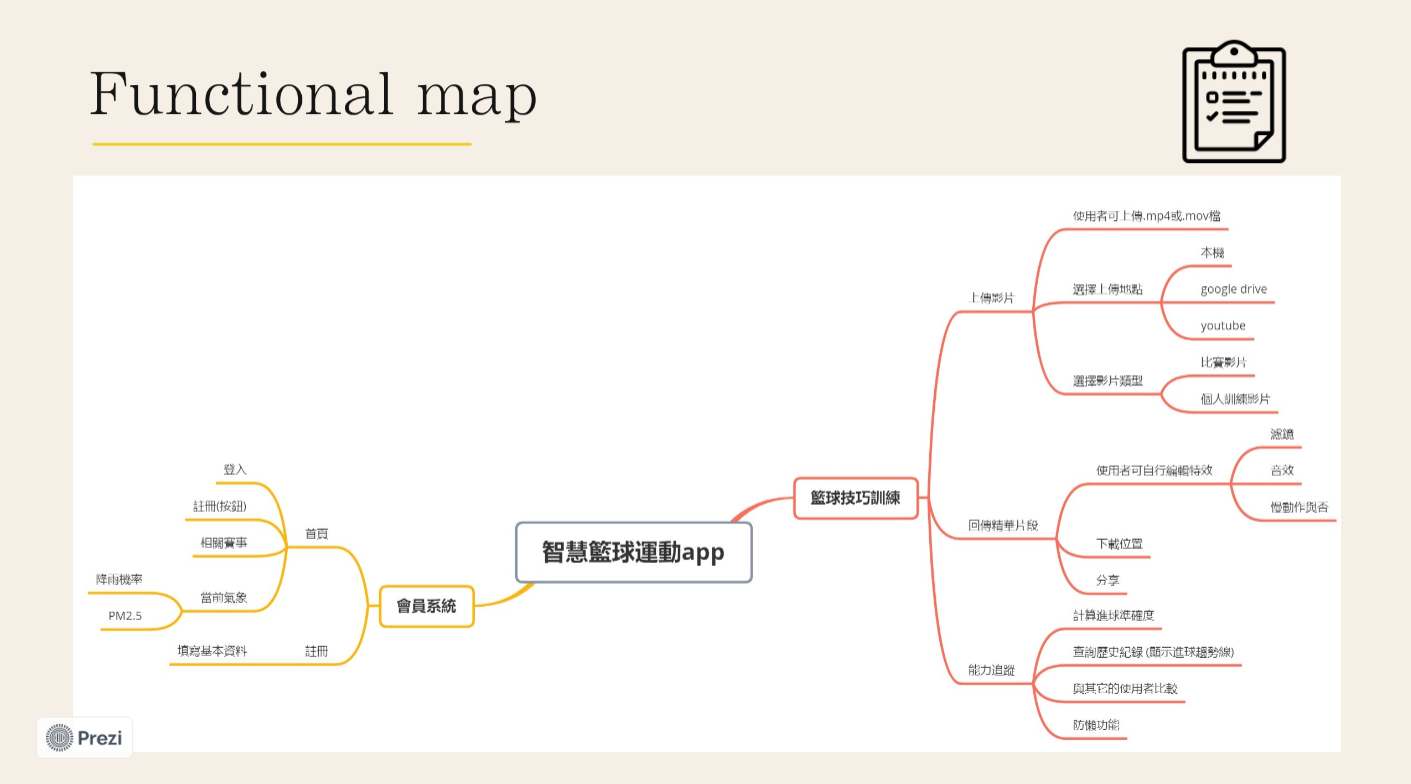 Functional map
智慧籃球運動app
會員系統
首頁
登入
註冊(按鈕)
相關賽事
當前氣象
降雨機率
PM2.5
註冊
填寫基本資料
籃球技巧訓練
上傳影片
使用者可上傳.mp4或.mov檔
選擇上傳地點
本機
google drive
youtube
選擇影片類型
比賽影片
個人訓練影片
回傳精華片段
使用者可自行編輯特效
濾鏡
音效
慢動作與否
下載位置
分享
能力追蹤
計算進球準確度
查詢歷史紀錄 (顯示進球趨勢線)
與其它的使用者比較
防懶功能
Prezi